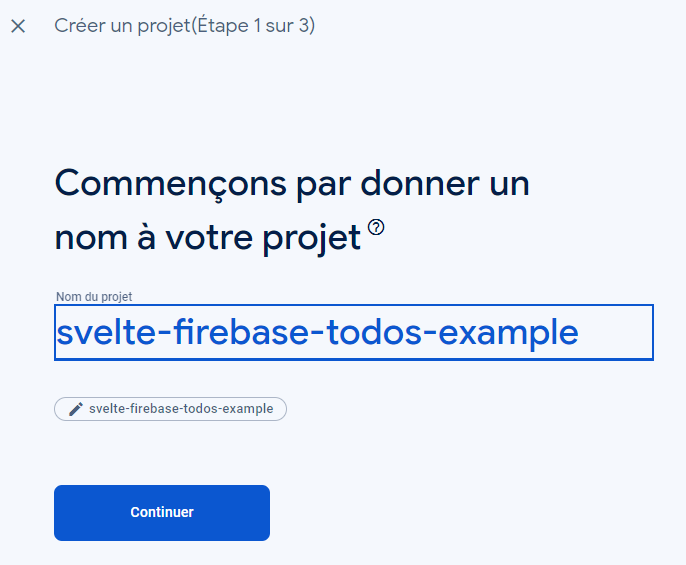 Créer un projet(Étape 1 sur 3)
Commençons par donner un
nom à votre projet
Nom du projet
svelte-firebase-todos-example
svelte-firebase-todos-example
Continuer